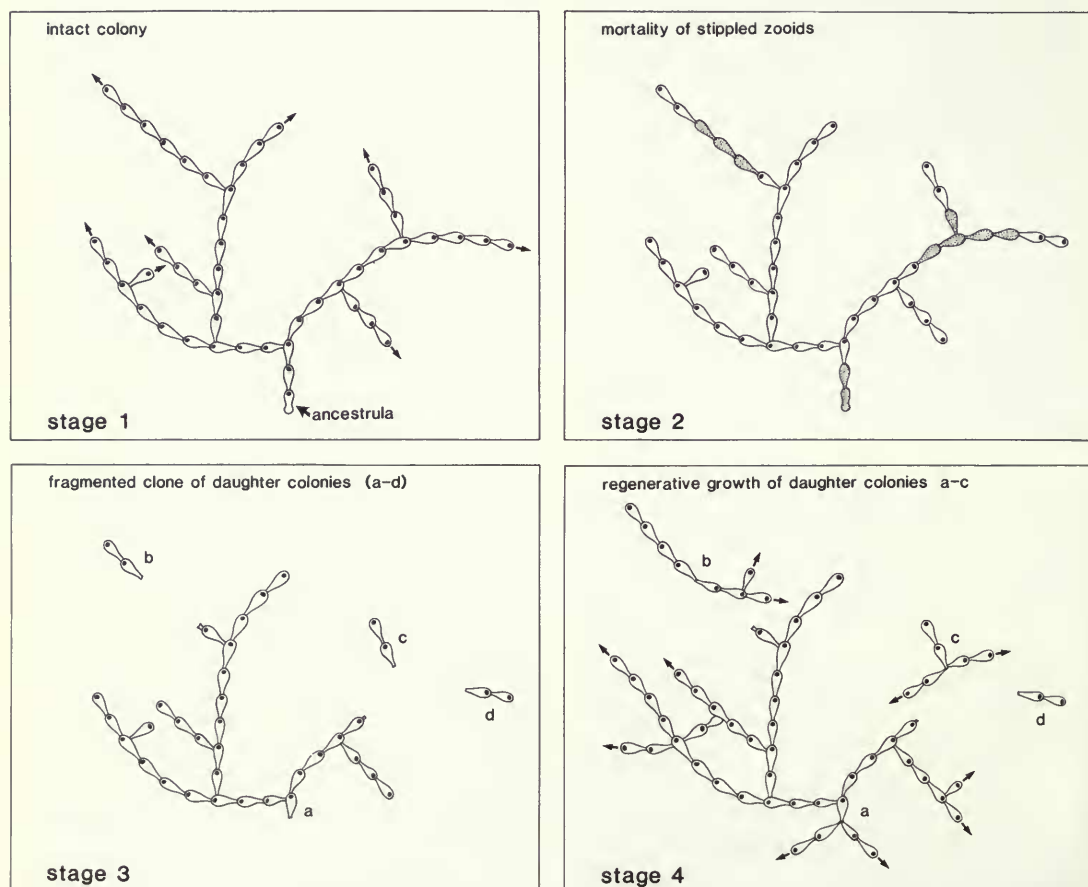 intact colony
ancestrula
stage 1
mortality of stippled zooids
stage 2
fragmented clone of daughter colonies (a-d)
b
c
d
a
stage 3
regenerative growth of daughter colonies a-c
b
c
d
a
stage 4